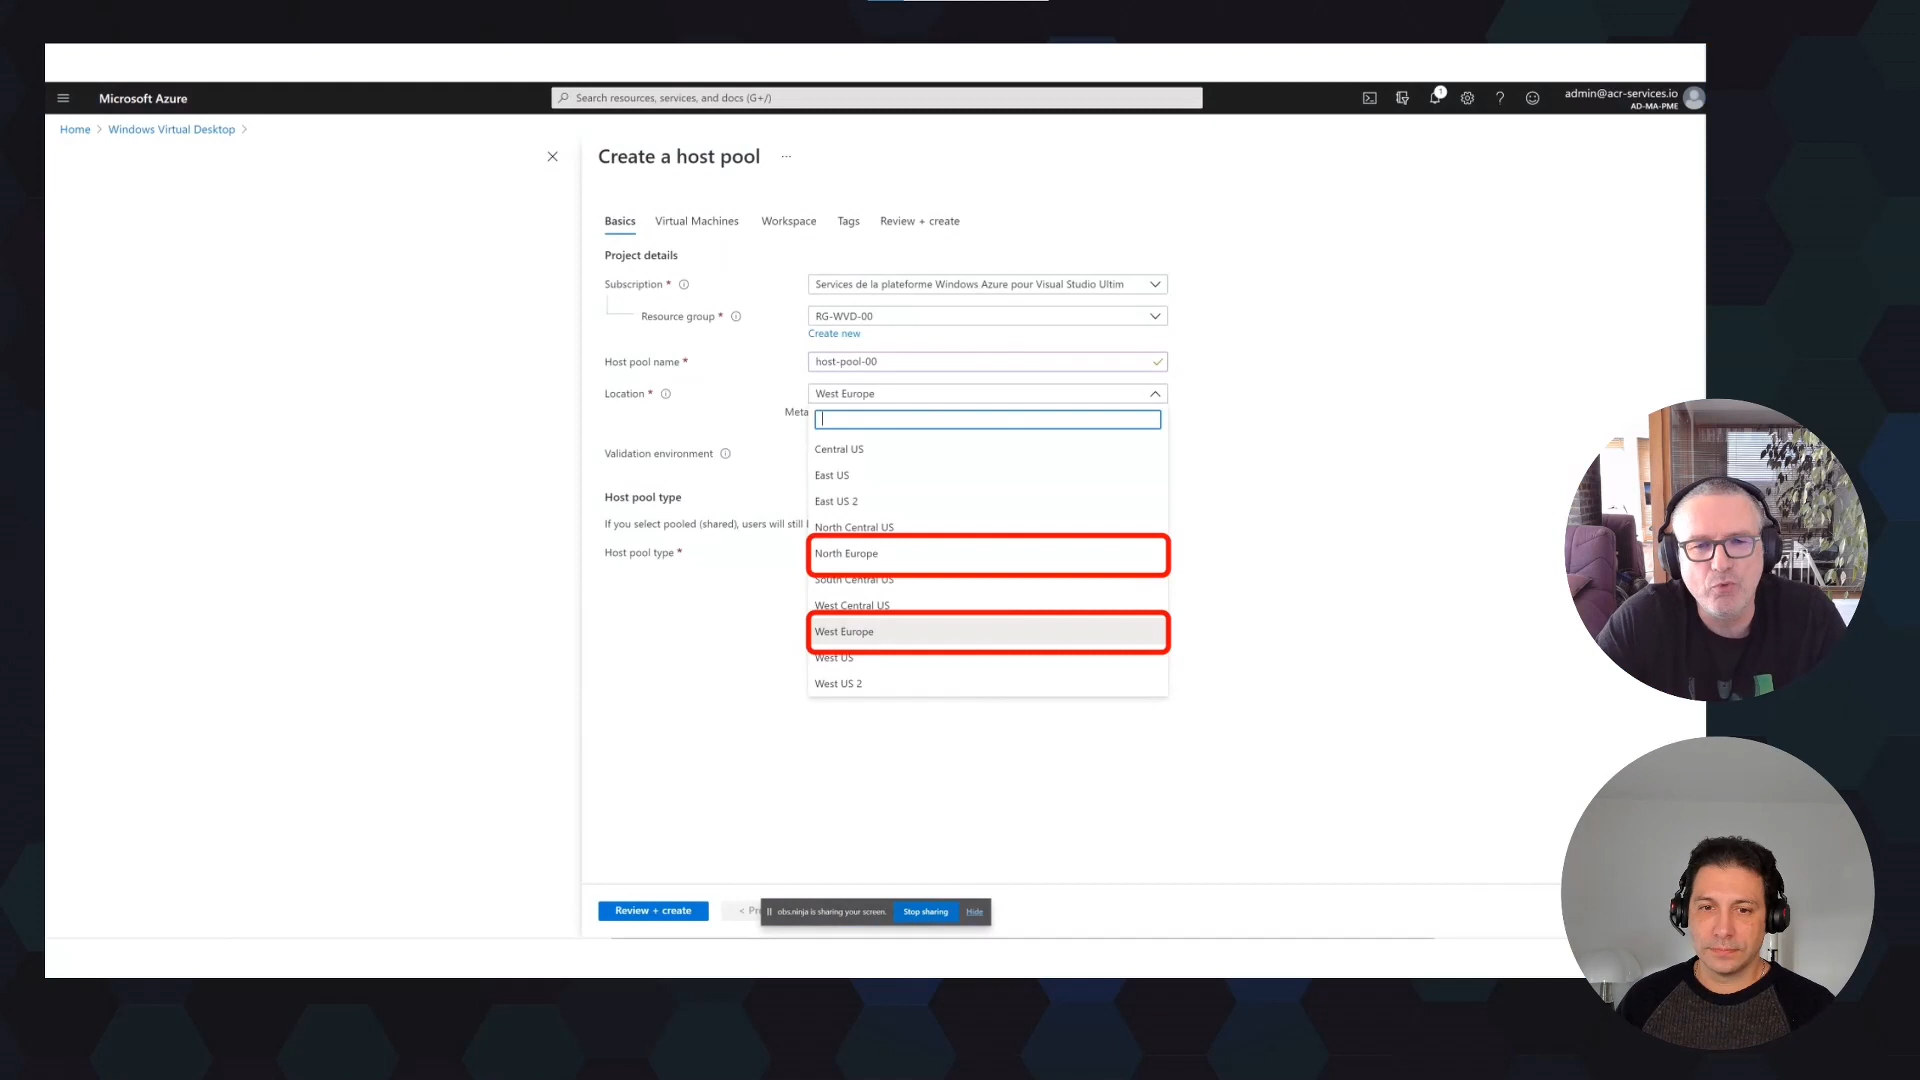 Microsoft Azure
Search resources, services, and docs (G+/)
1
admin@acr-services.io
AD-MA-PME
Home > Windows Virtual Desktop >
Create a host pool ...
Basics Virtual Machines Workspace Tags Review + create
Project details
Subscription *
Services de la plateforme Windows Azure pour Visual Studio Ultim
Resource group *
RG-WVD-00
Create new
Host pool name *
host-pool-00
Location *
West Europe
Meta
Central US
East US
Validation environment
East US 2
Host pool type
North Central US
If you select pooled (shared), users will still
North Europe
Host pool type *
South Central US
West Central US
West Europe
West US
West US 2
Review + create
< Pr
obs.ninja is sharing your screen. Stop sharing Hide